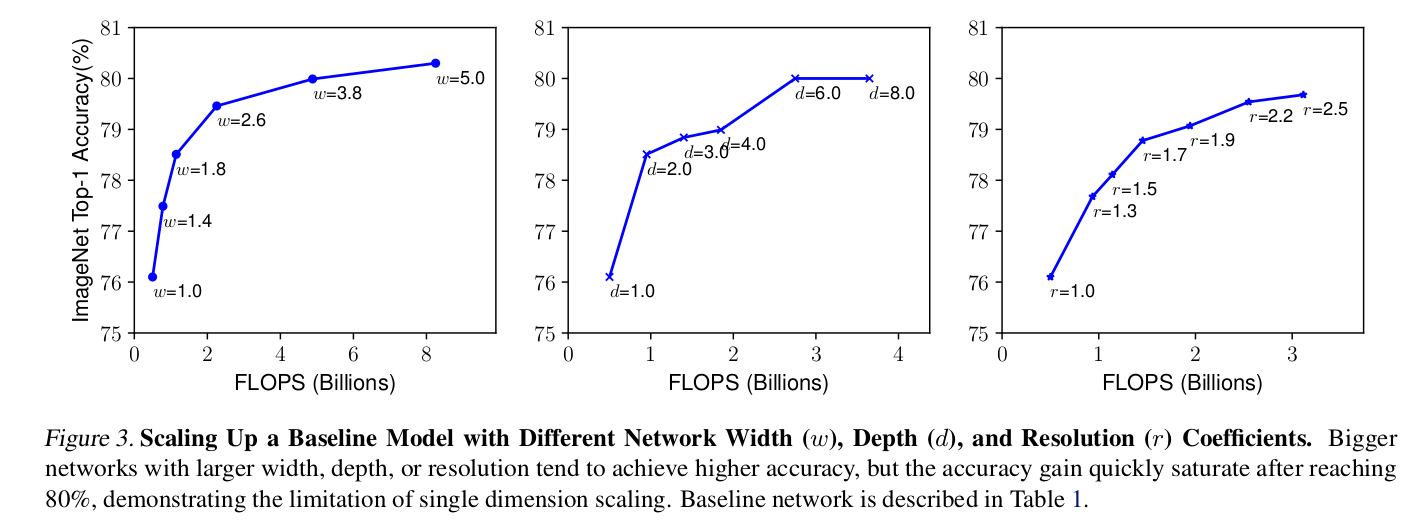 ImageNet Top-1 Accuracy(%)
81
80
79
78
77
76
75
w=1.0
w=1.4
w=1.8
w=2.6
w=3.8
w=5.0
0 2 4 6 8
FLOPS (Billions)
81
80
79
78
77
76
75
d=1.0
d=2.0
d=3.0
d=4.0
d=6.0
d=8.0
0 1 2 3 4
FLOPS (Billions)
81
80
79
78
77
76
75
r=1.0
r=1.3
r=1.5
r=1.7
r=1.9
r=2.2
r=2.5
0 1 2 3
FLOPS (Billions)
Figure 3. Scaling Up a Baseline Model with Different Network Width (w), Depth (d), and Resolution (r) Coefficients. Bigger
networks with larger width, depth, or resolution tend to achieve higher accuracy, but the accuracy gain quickly saturate after reaching
80%, demonstrating the limitation of single dimension scaling. Baseline network is described in Table 1.